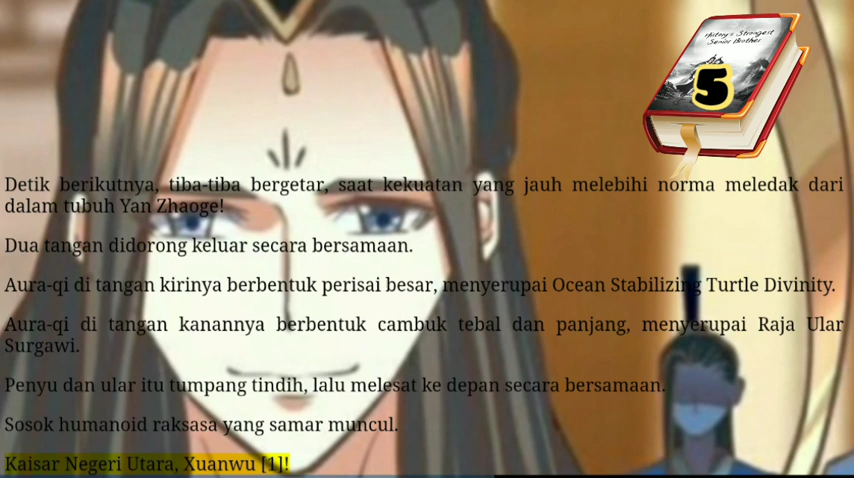 History's Strongest
Senior Brother
5
Detik berikutnya, tiba-tiba bergetar, saat kekuatan yang jauh melebihi norma meledak dari
dalam tubuh Yan Zhaoge!
Dua tangan didorong keluar secara bersamaan.
Aura-qi di tangan kirinya berbentuk perisai besar, menyerupai Ocean Stabilizing Turtle Divinity.
Aura-qi di tangan kanannya berbentuk cambuk tebal dan panjang, menyerupai Raja Ular
Surgawi.
Penyu dan ular itu tumpang tindih, lalu melesat ke depan secara bersamaan.
Sosok humanoid raksasa yang samar muncul.
Kaisar Negeri Utara, Xuanwu [1]!